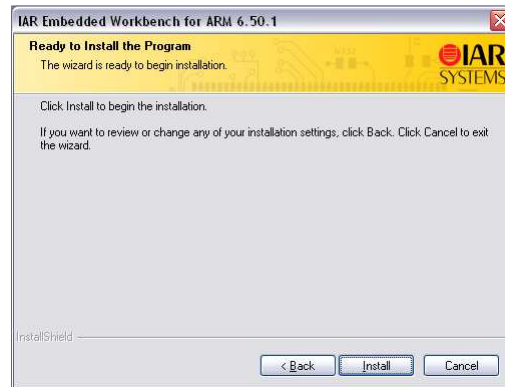 IAR Embedded Workbench for ARM 6.50.1
Ready to Install the Program
The wizard is ready to begin installation.
IAR
SYSTEMS
Click Install to begin the installation.
If you want to review or change any of your installation settings, click Back. Click Cancel to exit
the wizard.
InstallShield
< Back Install Cancel